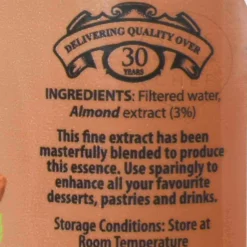 DELIVERING QUALITY OVER
30
YEARS
INGREDIENTS: Filtered water,
Almond extract (3%)
This fine extract has been
masterfully blended to produce
this essence. Use sparingly to
enhance all your favourite
desserts, pastries and drinks.
Storage Conditions: Store at
Room Temperature